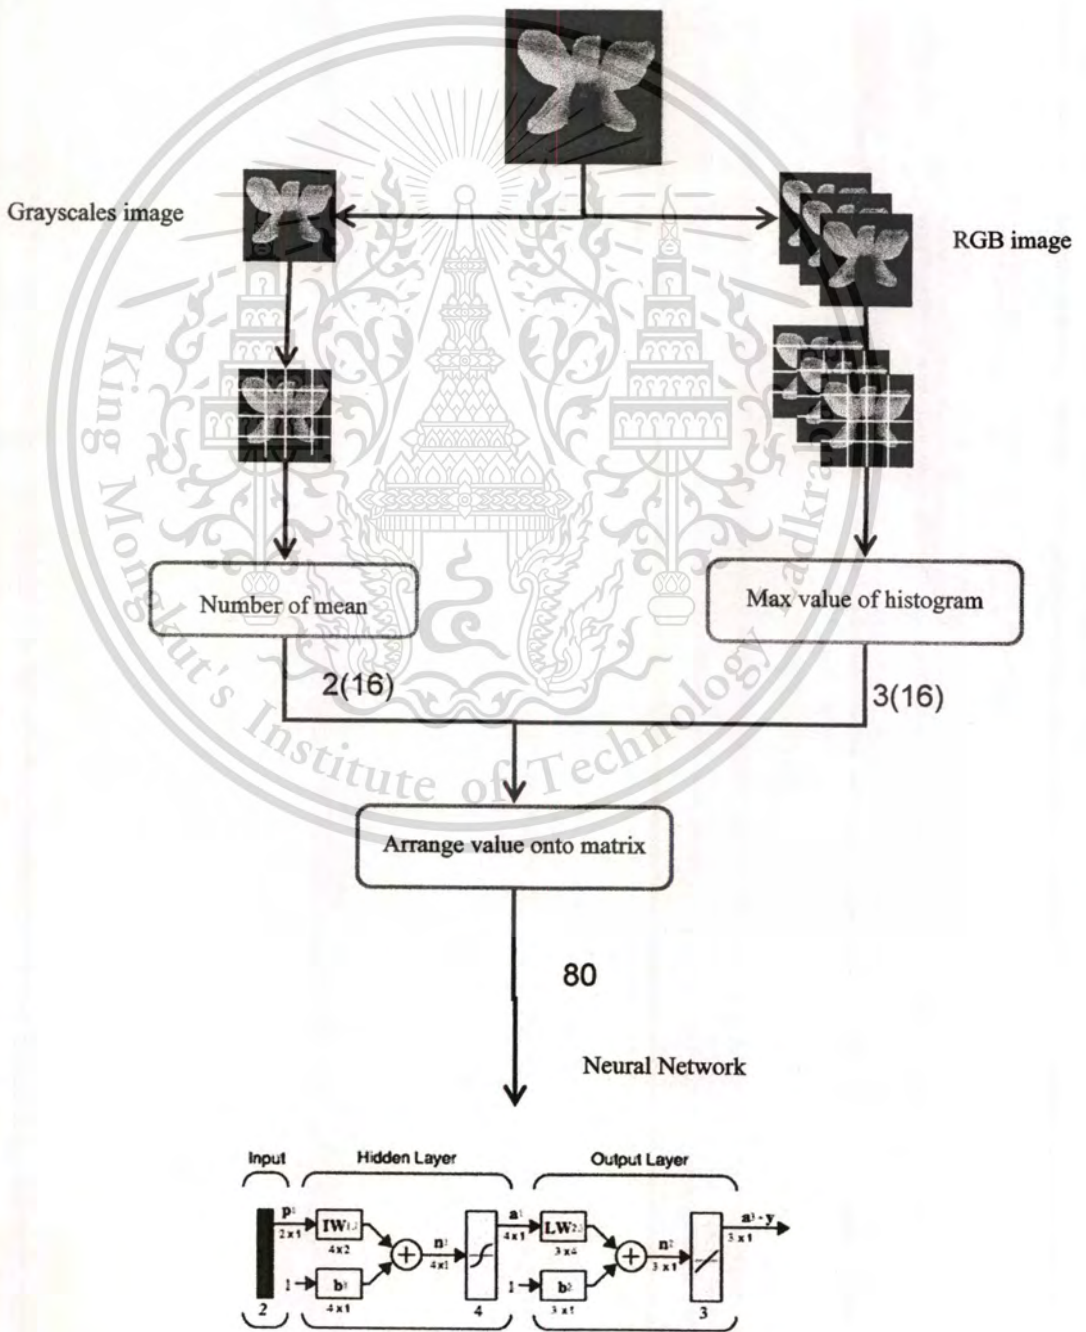 Grayscales image
RGB image
Number of mean
Max value of histogram
2(16)
3(16)
King Mongkut's Institute of Technology Ladkrabang
Arrange value onto matrix
80
Neural Network
Input
Hidden Layer
Output Layer
p1
2x1
IW1,1
4x2
1
b1
4x1
n1
4x1
a1
4x1
LW2,1
3x4
1
b2
3x1
n2
3x1
a3 - y
3x1
2
4
3